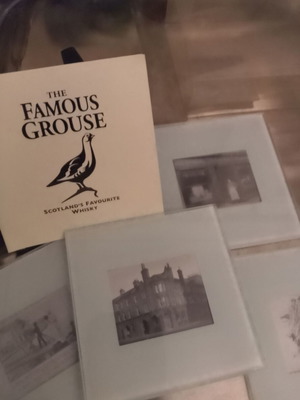 THE
FAMOUS
GROUSE
SCOTLAND'S FAVOURITE
WHISKY